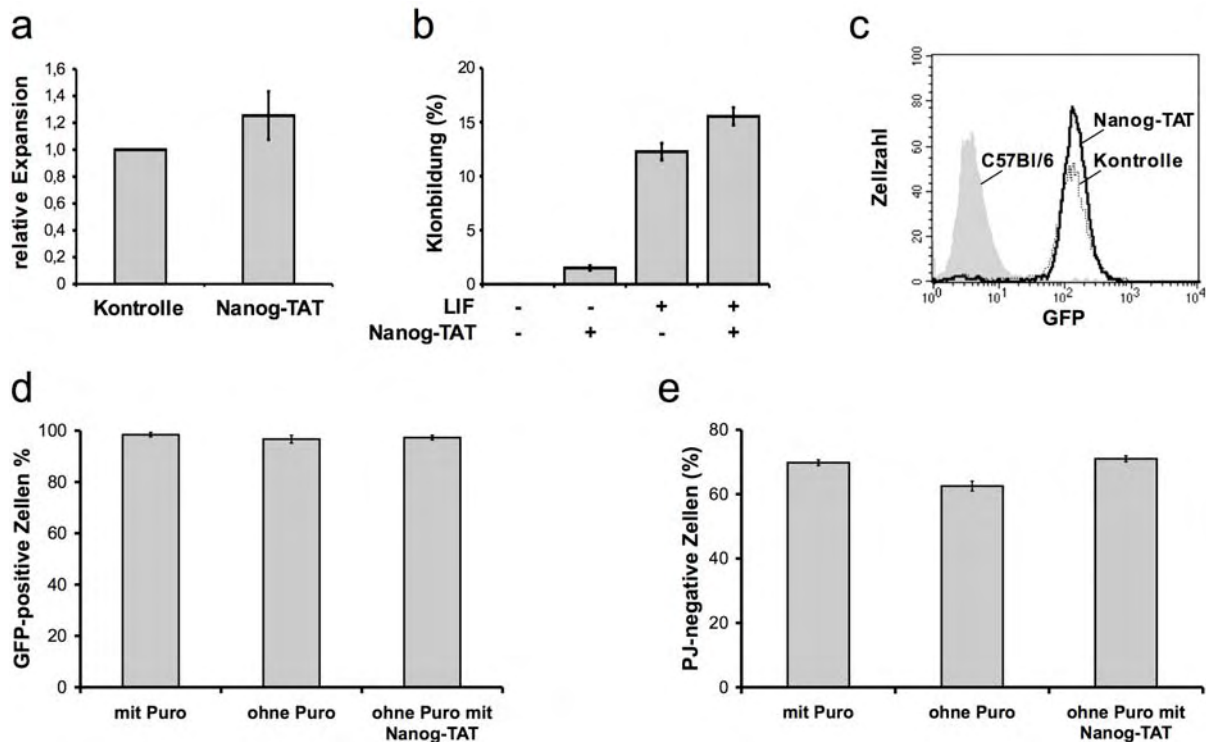 a
relative Expansion
1,6
1,4
1,2
1,0
0,8
0,6
0,4
0,2
0
Kontrolle Nanog-TAT
b
Klonbildung (%)
20
15
10
5
0
LIF - - + +
Nanog-TAT - + - +
c
Zellzahl
100
80
60
40
20
0
C57Bl/6
Nanog-TAT
Kontrolle
10⁰ 10¹ 10² 10³ 10⁴
GFP
d
GFP-positive Zellen %
100
80
60
40
20
0
mit Puro ohne Puro ohne Puro mit
Nanog-TAT
e
PJ-negative Zellen (%)
80
60
40
20
0
mit Puro ohne Puro ohne Puro mit
Nanog-TAT